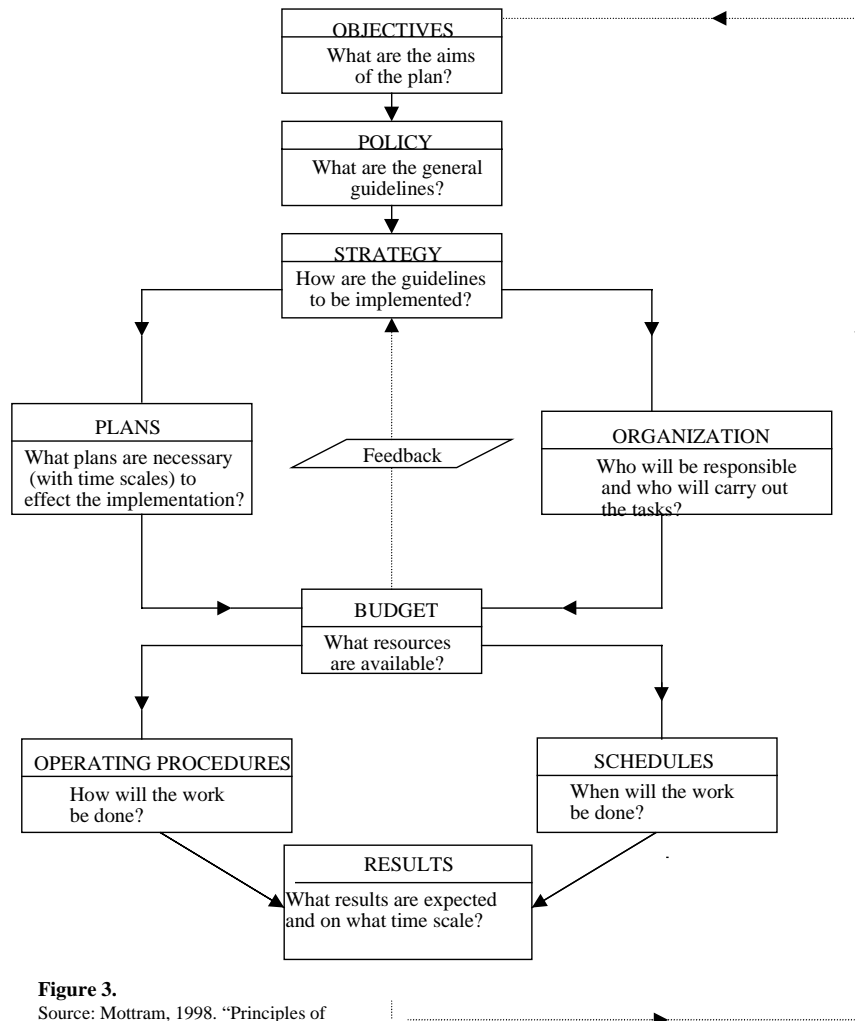 OBJECTIVES
What are the aims
of the plan?
POLICY
What are the general
guidelines?
STRATEGY
How are the guidelines
to be implemented?
PLANS
What plans are necessary
(with time scales) to
effect the implementation?
Feedback
ORGANIZATION
Who will be responsible
and who will carry out
the tasks?
BUDGET
What resources
are available?
OPERATING PROCEDURES
How will the work
be done?
SCHEDULES
When will the work
be done?
RESULTS
What results are expected
and on what time scale?
Figure 3.
Source: Mottram, 1998. “Principles of